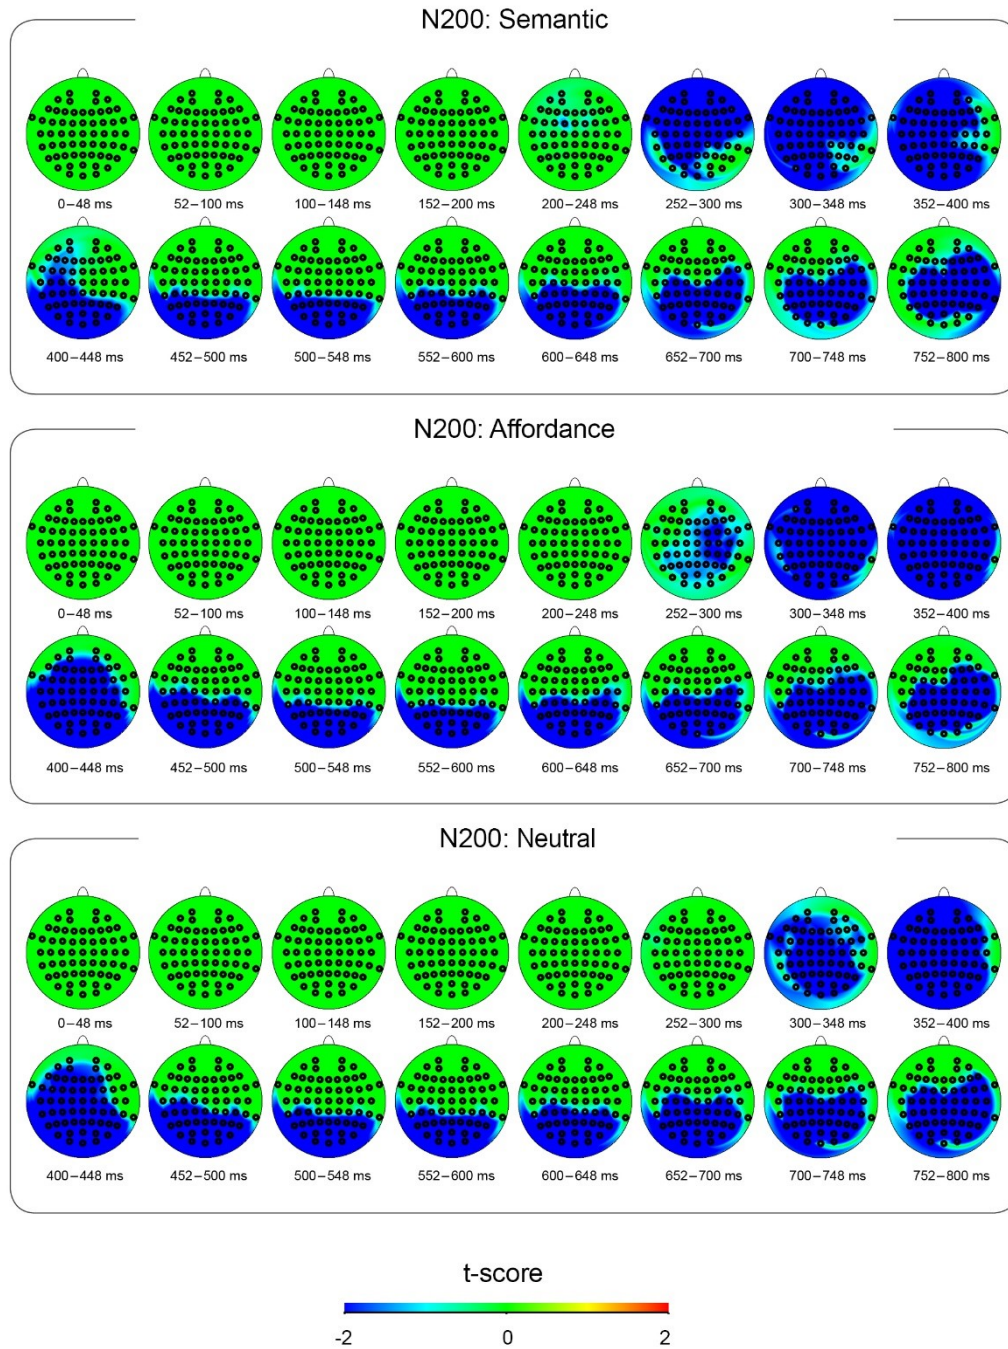 N200: Semantic
0–48 ms 52–100 ms 100–148 ms 152–200 ms 200–248 ms 252–300 ms 300–348 ms 352–400 ms
400–448 ms 452–500 ms 500–548 ms 552–600 ms 600–648 ms 652–700 ms 700–748 ms 752–800 ms
N200: Affordance
0–48 ms 52–100 ms 100–148 ms 152–200 ms 200–248 ms 252–300 ms 300–348 ms 352–400 ms
400–448 ms 452–500 ms 500–548 ms 552–600 ms 600–648 ms 652–700 ms 700–748 ms 752–800 ms
N200: Neutral
0–48 ms 52–100 ms 100–148 ms 152–200 ms 200–248 ms 252–300 ms 300–348 ms 352–400 ms
400–448 ms 452–500 ms 500–548 ms 552–600 ms 600–648 ms 652–700 ms 700–748 ms 752–800 ms
t-score
-2 0 2